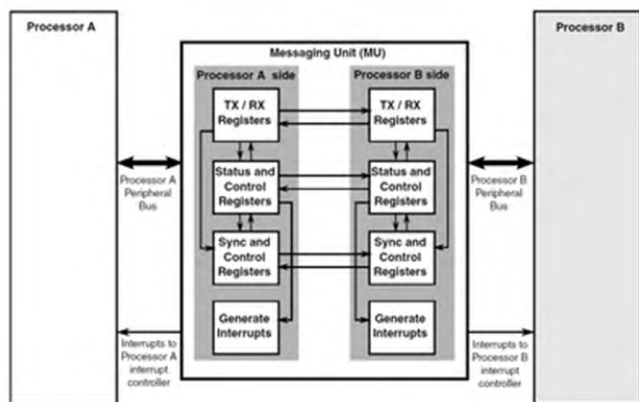 Processor A
Processor B
Messaging Unit (MU)
Processor A side
Processor B side
TX / RX
Registers
TX / RX
Registers
Status and
Control
Registers
Status and
Control
Registers
Processor A
Peripheral
Bus
Processor B
Peripheral
Bus
Sync and
Control
Registers
Sync and
Control
Registers
Generate
Interrupts
Generate
Interrupts
Interrupts to
Processor A
interrupt
controller
Interrupts to
Processor B
interrupt
controller